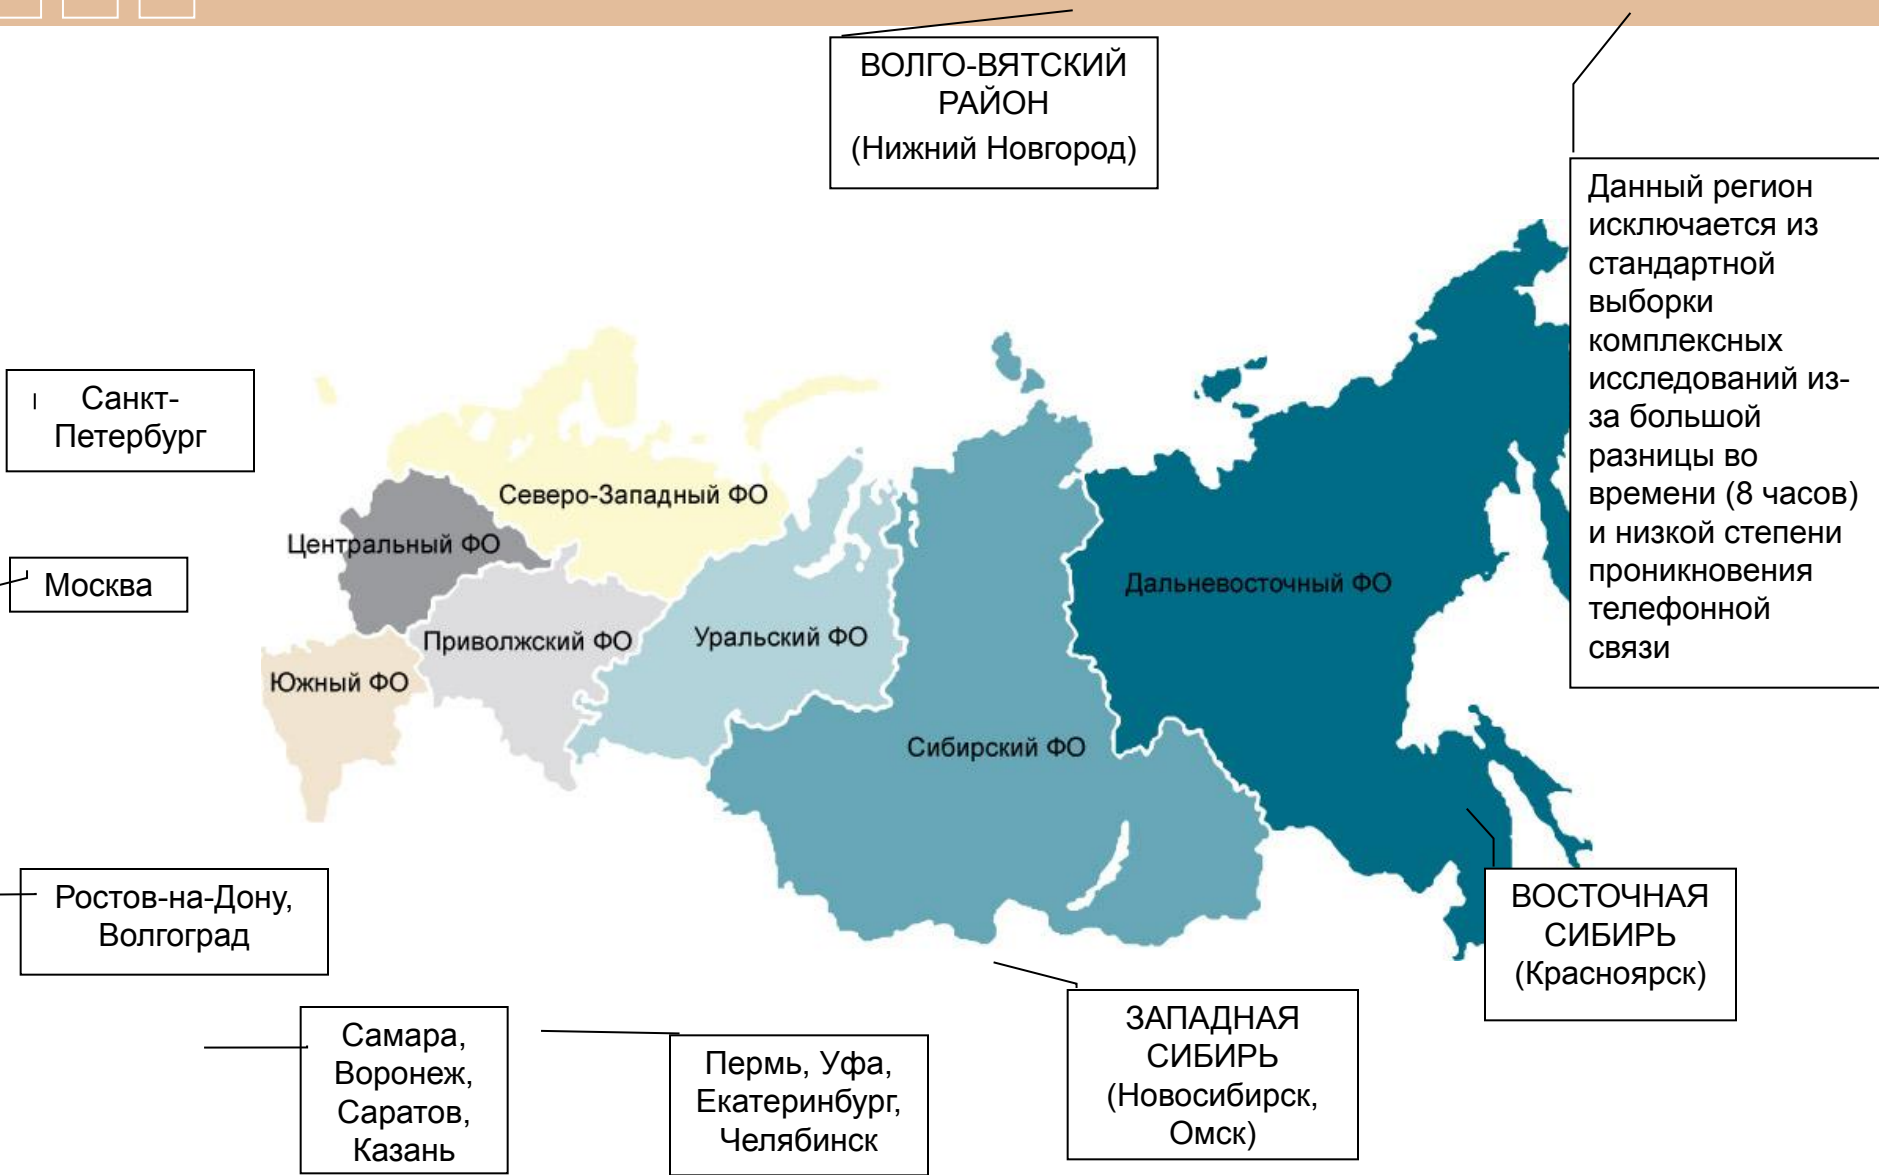 ВОЛГО-ВЯТСКИЙ
РАЙОН
(Нижний Новгород)
Данный регион
исключается из
стандартной
выборки
комплексных
исследований из-
за большой
разницы во
времени (8 часов)
и низкой степени
проникновения
телефонной
связи
Санкт-
Петербург
Северо-Западный ФО
Центральный ФО
Москва
Дальневосточный ФО
Приволжский ФО
Уральский ФО
Южный ФО
Сибирский ФО
Ростов-на-Дону,
Волгоград
ВОСТОЧНАЯ
СИБИРЬ
(Красноярск)
Самара,
Воронеж,
Саратов,
Казань
Пермь, Уфа,
Екатеринбург,
Челябинск
ЗАПАДНАЯ
СИБИРЬ
(Новосибирск,
Омск)